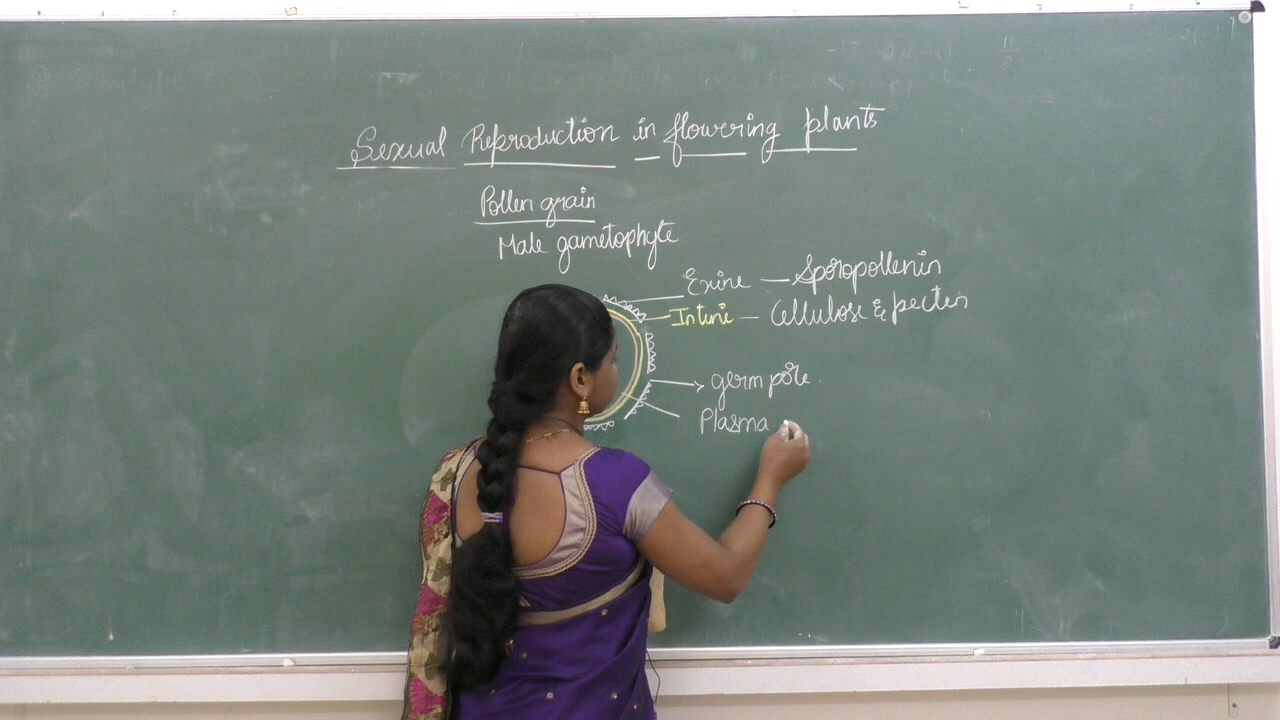 Sexual Reproduction in flowering plants
Pollen grain
Male gametophyte
Exine — Sporopollenin
Intine — Cellulose & pectin
germ pore.
Plasma